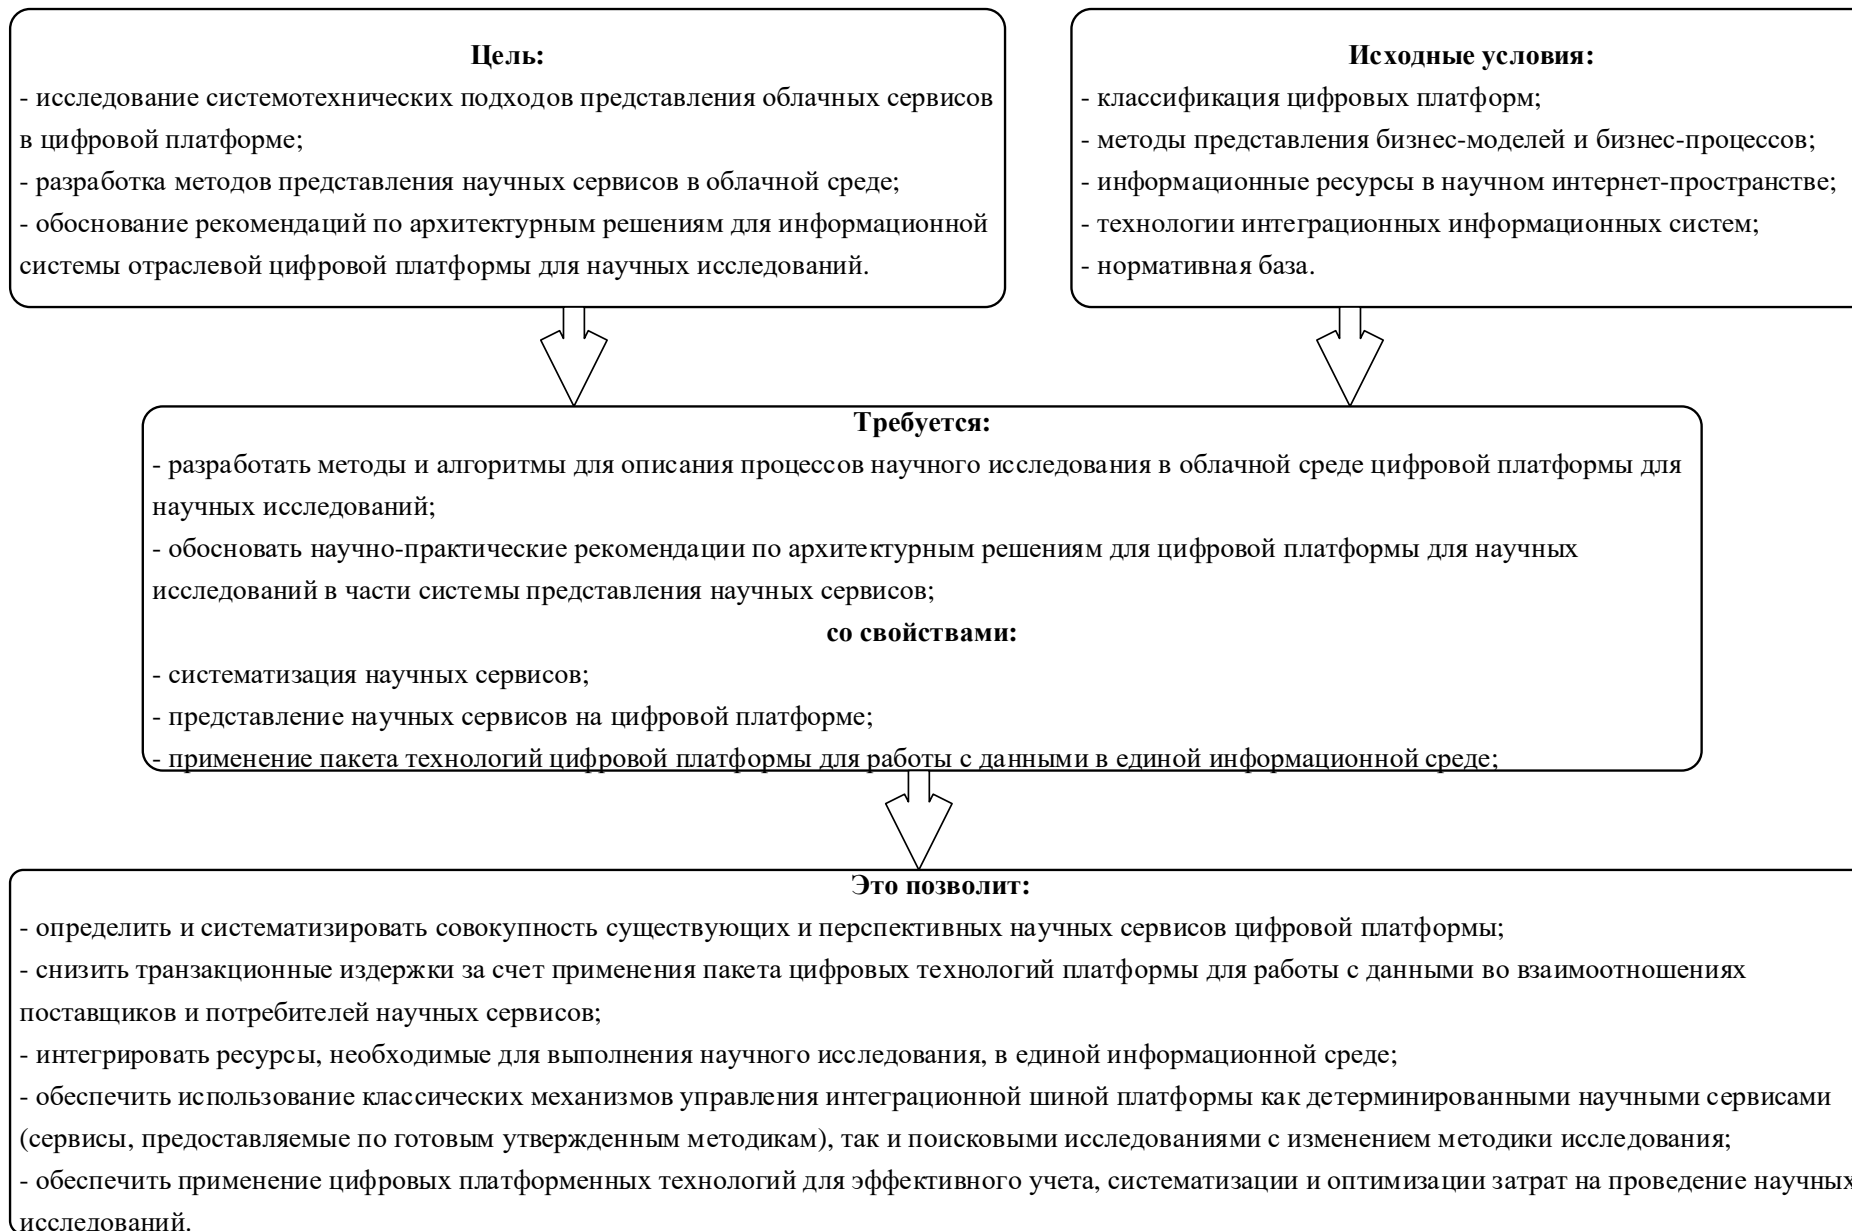 Цель:
- исследование системотехнических подходов представления облачных сервисов
в цифровой платформе;
- разработка методов представления научных сервисов в облачной среде;
- обоснование рекомендаций по архитектурным решениям для информационной
системы отраслевой цифровой платформы для научных исследований.
Исходные условия:
- классификация цифровых платформ;
- методы представления бизнес-моделей и бизнес-процессов;
- информационные ресурсы в научном интернет-пространстве;
- технологии интеграционных информационных систем;
- нормативная база.
Требуется:
- разработать методы и алгоритмы для описания процессов научного исследования в облачной среде цифровой платформы для
научных исследований;
- обосновать научно-практические рекомендации по архитектурным решениям для цифровой платформы для научных
исследований в части системы представления научных сервисов;
со свойствами:
- систематизация научных сервисов;
- представление научных сервисов на цифровой платформе;
- применение пакета технологий цифровой платформы для работы с данными в единой информационной среде;
Это позволит:
- определить и систематизировать совокупность существующих и перспективных научных сервисов цифровой платформы;
- снизить транзакционные издержки за счет применения пакета цифровых технологий платформы для работы с данными во взаимоотношениях
поставщиков и потребителей научных сервисов;
- интегрировать ресурсы, необходимые для выполнения научного исследования, в единой информационной среде;
- обеспечить использование классических механизмов управления интеграционной шиной платформы как детерминированными научными сервисами
(сервисы, предоставляемые по готовым утвержденным методикам), так и поисковыми исследованиями с изменением методики исследования;
- обеспечить применение цифровых платформенных технологий для эффективного учета, систематизации и оптимизации затрат на проведение научных
исследований.